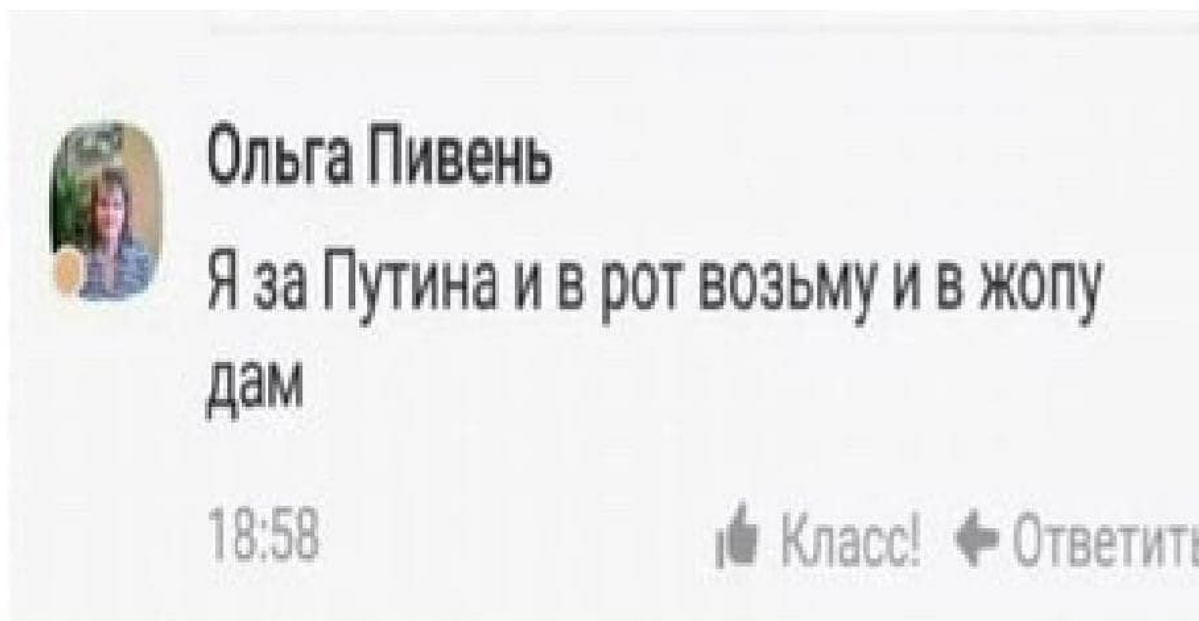 Ольга Пивень
Я за Путина и в рот возьму и в жопу
дам
18:58 Класс! Ответить